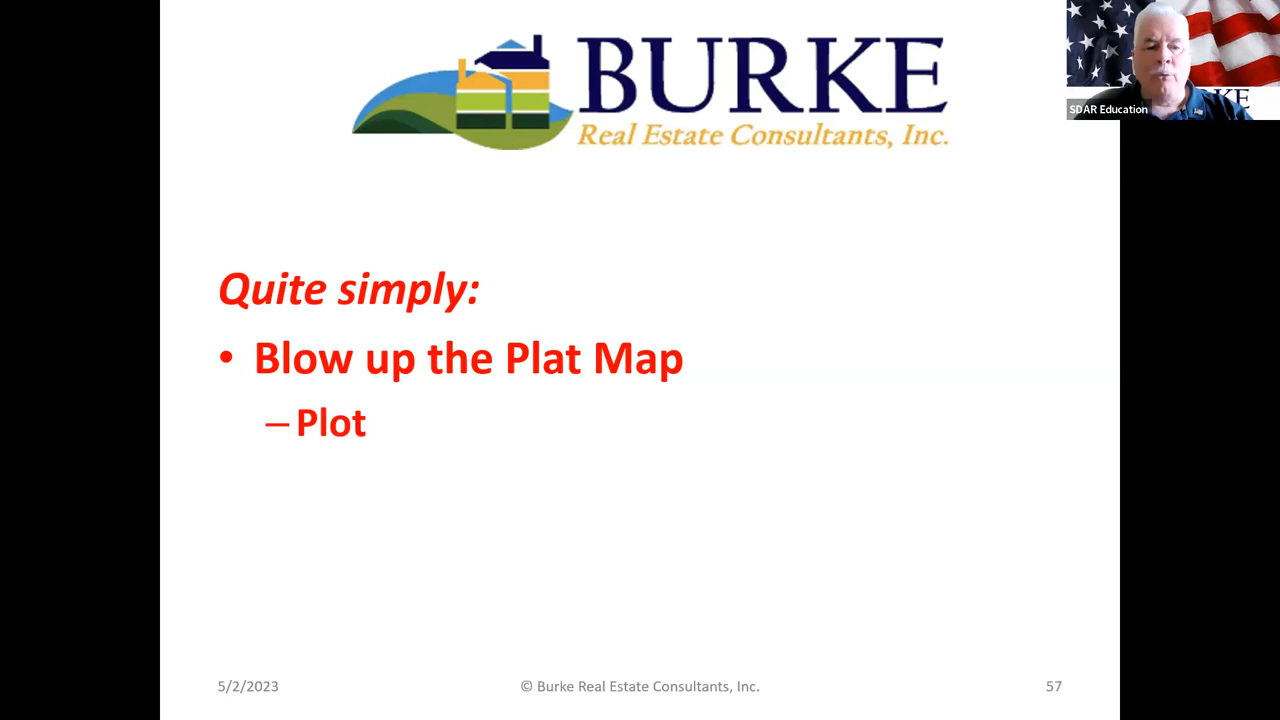 BURKE
Real Estate Consultants, Inc.
SDAR Education
KE
Quite simply:
• Blow up the Plat Map
– Plot
5/2/2023
© Burke Real Estate Consultants, Inc.
57